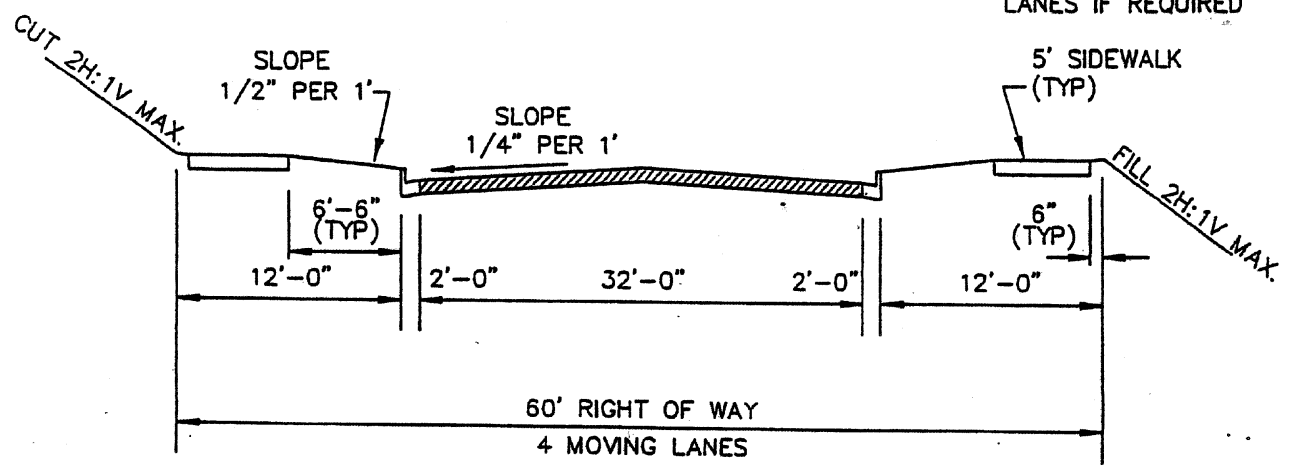 LANES IF REQUIRED
CUT 2H:1V MAX.
SLOPE
1/2" PER 1'
5' SIDEWALK
(TYP)
SLOPE
1/4" PER 1'
FILL 2H:1V MAX.
6'-6"
(TYP)
6"
(TYP)
12'-0"
2'-0"
32'-0"
2'-0"
12'-0"
60' RIGHT OF WAY
4 MOVING LANES